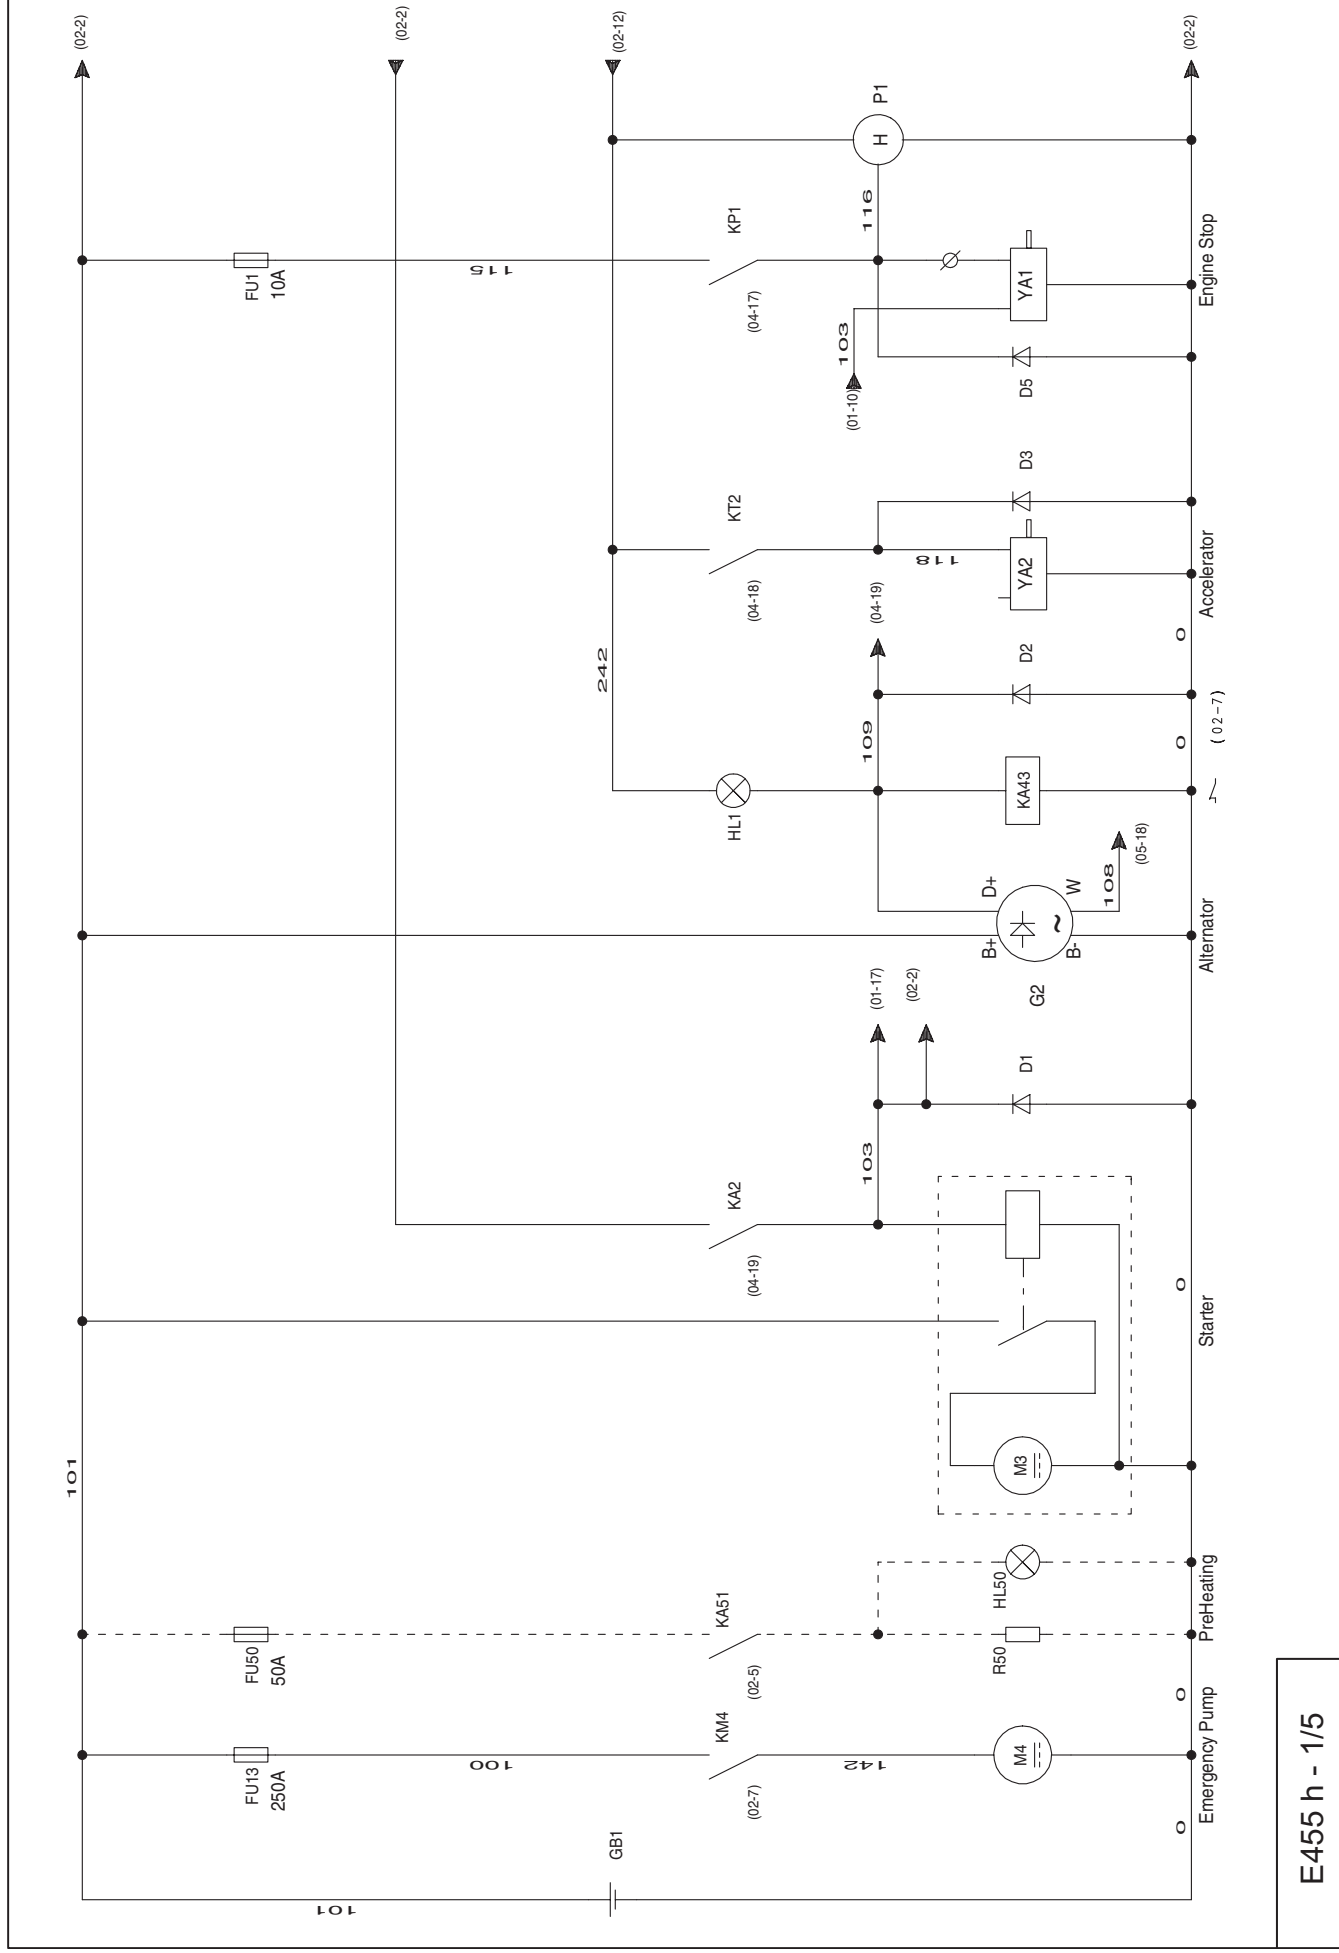 101
GB1
FU13
250A
100
KM4
(02-7)
142
M4
0
Emergency Pump
0
FU50
50A
KA51
(02-5)
R50
HL50
PreHeating
101
M3
Starter
0
KA2
(04-19)
103
(01-17)
(02-2)
D1
G2
B+
D+
B-
W
~
Alternator
108
(05-18)
HL1
KA43
109
(04-19)
D2
0
(02-7)
242
KT2
(04-18)
118
YA2
D3
0
Accelerator
FU1
10A
115
KP1
(04-17)
103
(01-10)
116
YA1
D5
Engine Stop
H
P1
(02-2)
(02-2)
(02-12)
(02-2)
E455 h - 1/5